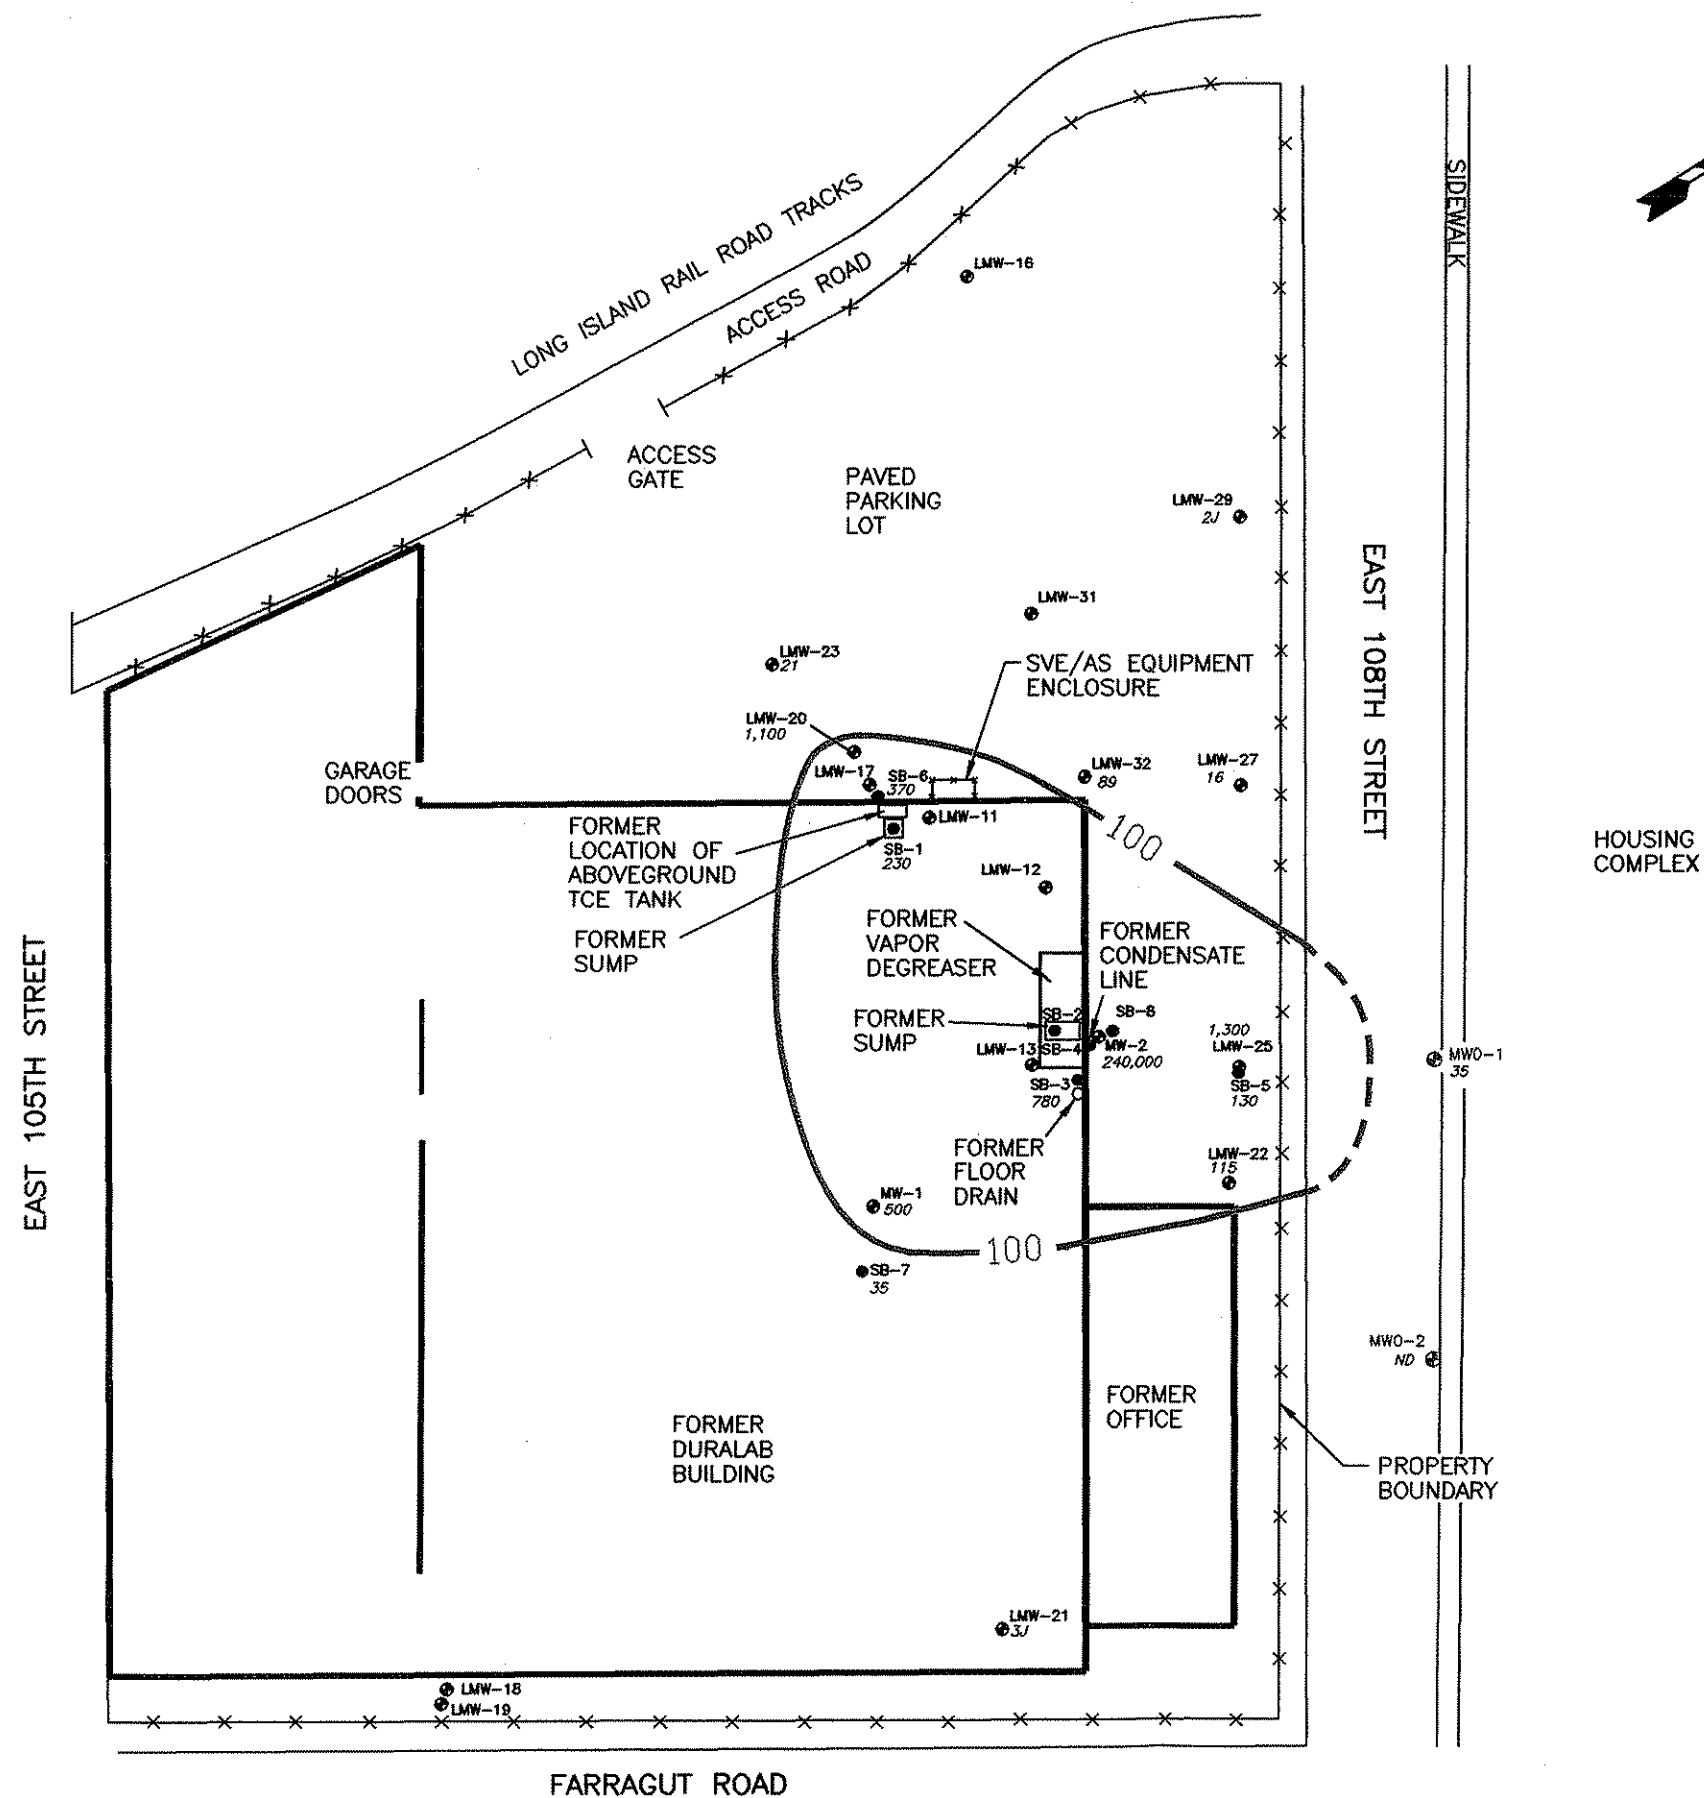 LONG ISLAND RAIL ROAD TRACKS
ACCESS ROAD
SIDEWALK
LMW-16
ACCESS
GATE
PAVED
PARKING
LOT
LMW-29
2J
EAST 108TH STREET
LMW-31
LMW-23
21
SVE/AS EQUIPMENT
ENCLOSURE
LMW-20
1,100
GARAGE
DOORS
LMW-17
SB-6
370
LMW-32
89
LMW-27
16
FORMER
LOCATION OF
ABOVEGROUND
TCE TANK
LMW-11
SB-1
230
100
HOUSING
COMPLEX
LMW-12
FORMER
SUMP
FORMER
VAPOR
DEGREASER
FORMER
CONDENSATE
LINE
EAST 105TH STREET
FORMER
SUMP
SB-2
SB-8
1,300
LMW-25
LMW-13
SB-4
MW-2
240,000
MWO-1
35
SB-3
780
SB-5
130
FORMER
FLOOR
DRAIN
LMW-22
115
MW-1
500
100
SB-7
35
MWO-2
ND
FORMER
OFFICE
FORMER
DURALAB
BUILDING
PROPERTY
BOUNDARY
LMW-21
3J
LMW-18
LMW-19
FARRAGUT ROAD